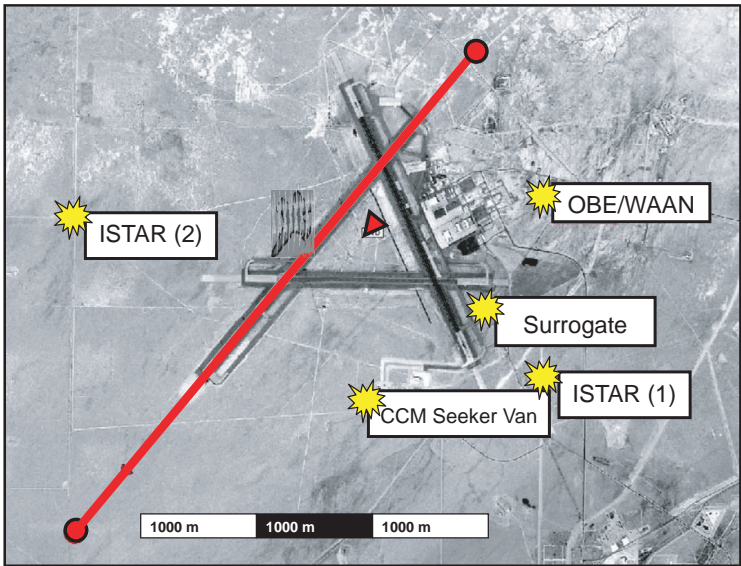 OBE/WAAN
ISTAR (2)
Surrogate
ISTAR (1)
CCM Seeker Van
1000 m 1000 m 1000 m